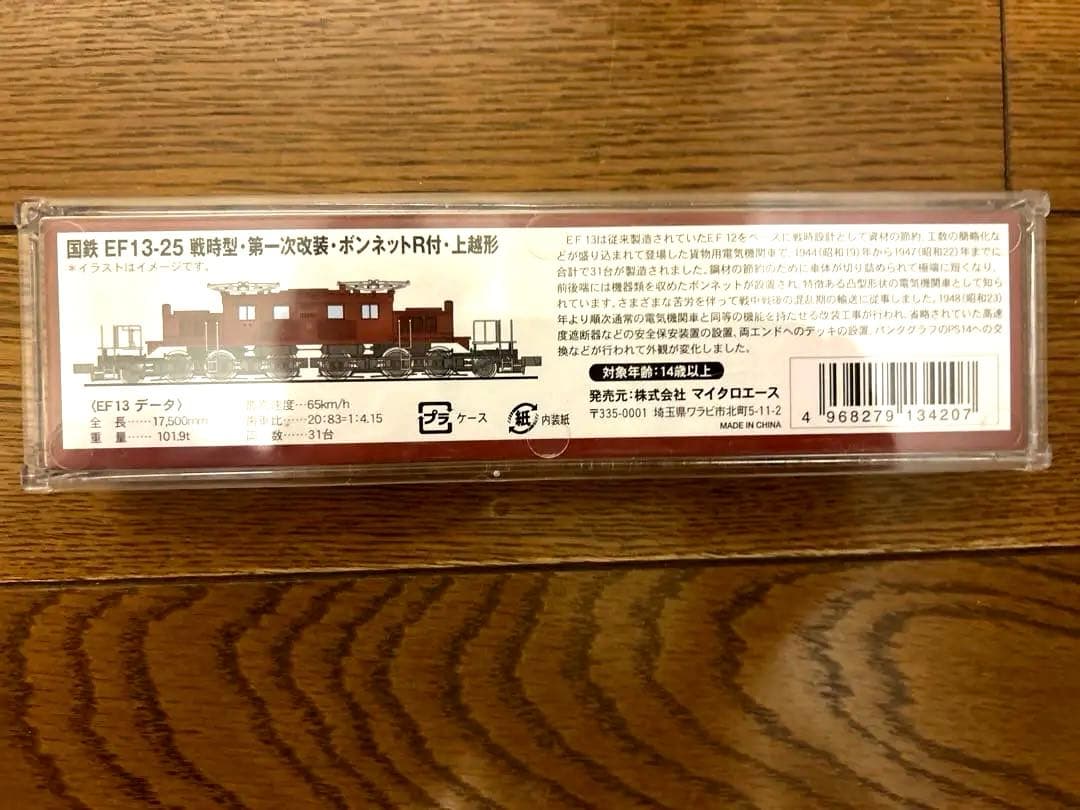 国鉄 EF13-25 戦時型・第一次改装・ボンネットR付・上越形
＊イラストはイメージです。
EF13は従来製造されていたEF12をベースに戦時設計として資材の節約、工数の簡略化な
どが盛り込まれて登場した貨物用電気機関車で、1944(昭和19)年から1947(昭和22)年までに
合計で31台が製造されました。鋼材の節約のために車体が切り詰められて極端に短くなり、
前後端には機器類を収めたボンネットが設置され、特徴ある凸型形状の電気機関車として知ら
れています。さまざまな苦労を伴って戦中戦後の混乱期の輸送に従事しました。1948(昭和23)
年より順次通常の電気機関車と同等の機能を持たせる改装工事が行われ、省略されていた高速
度遮断器などの安全保安装置の設置、両エンドへのデッキの設置、パンタグラフのPS14への交
換などが行われて外観が変化しました。
〈EF13 データ〉
全 長……17,500mm
重 量……101.9t
最高速度…65km/h
歯車比…20:83=1:4.15
両数……31台
プラ ケース
紙 内装紙
対象年齢:14歳以上
発売元:株式会社 マイクロエース
〒335-0001 埼玉県ワラビ市北町5-11-2
MADE IN CHINA
4 968279 134207